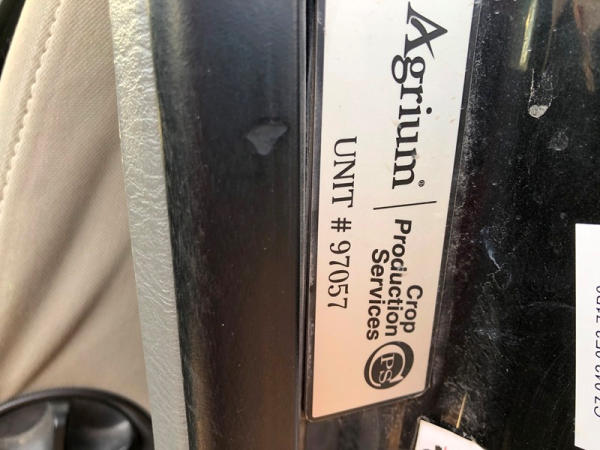 Agrium® | Crop
Production
Services
CPS
UNIT # 97057